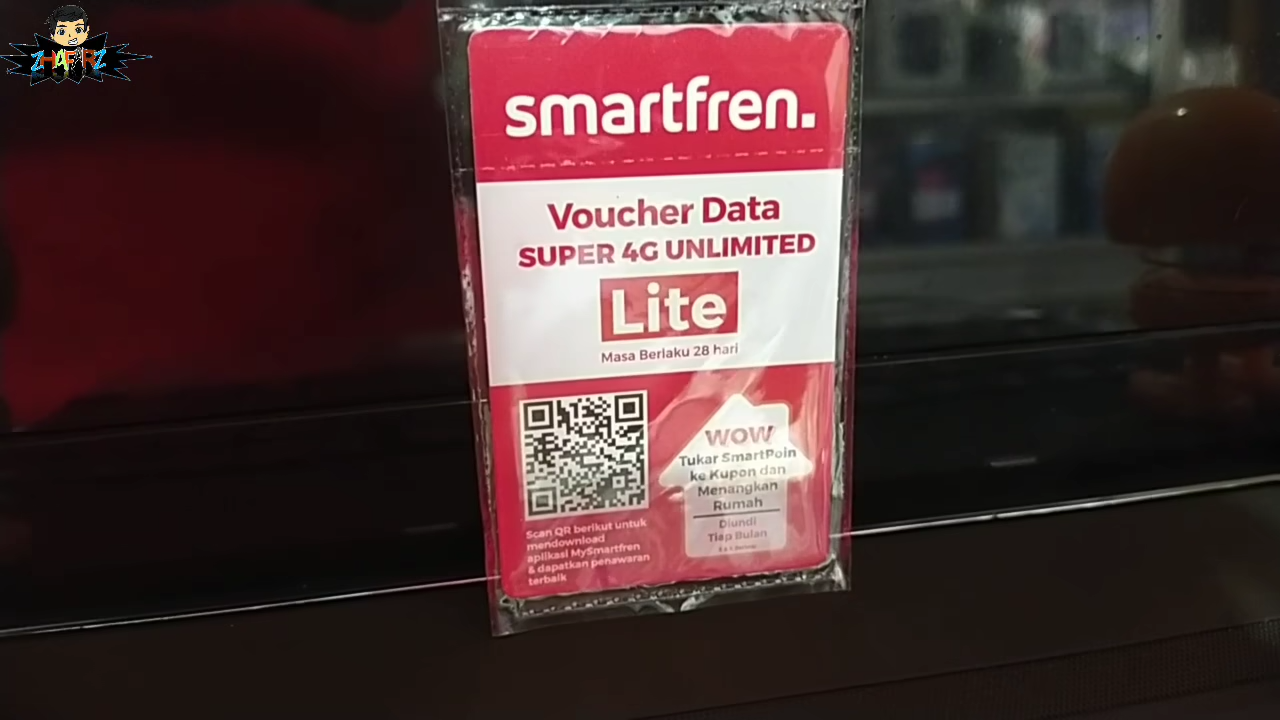 ZHAFIRZ
smartfren.
Voucher Data
SUPER 4G UNLIMITED
Lite
Masa Berlaku 28 hari
WOW
Tukar SmartPoin
ke Kupon dan
Menangkan
Rumah
Diundi
Tiap Bulan
Scan QR berikut untuk
mendownload
aplikasi MySmartfren
& dapatkan penawaran
terbaik